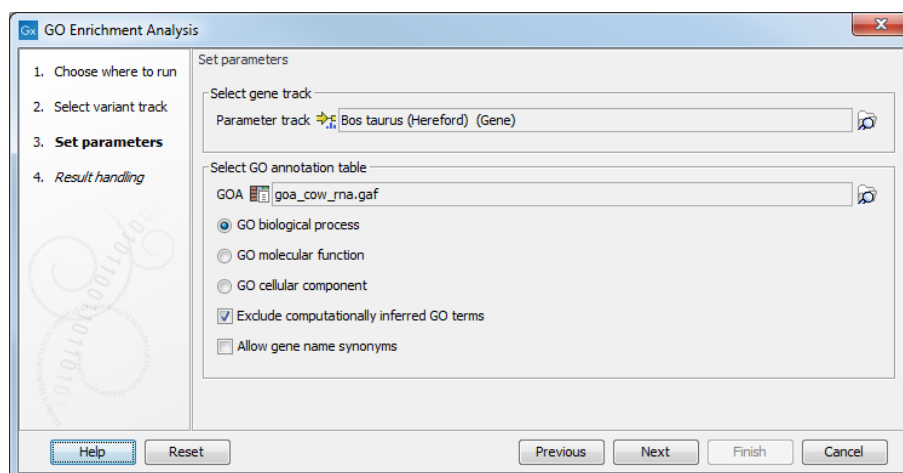 Gx GO Enrichment Analysis
1. Choose where to run
2. Select variant track
3. Set parameters
4. Result handling
Set parameters
Select gene track
Parameter track Bos taurus (Hereford) (Gene)
Select GO annotation table
GOA goa_cow_rna.gaf
GO biological process
GO molecular function
GO cellular component
Exclude computationally inferred GO terms
Allow gene name synonyms
Help Reset Previous Next Finish Cancel